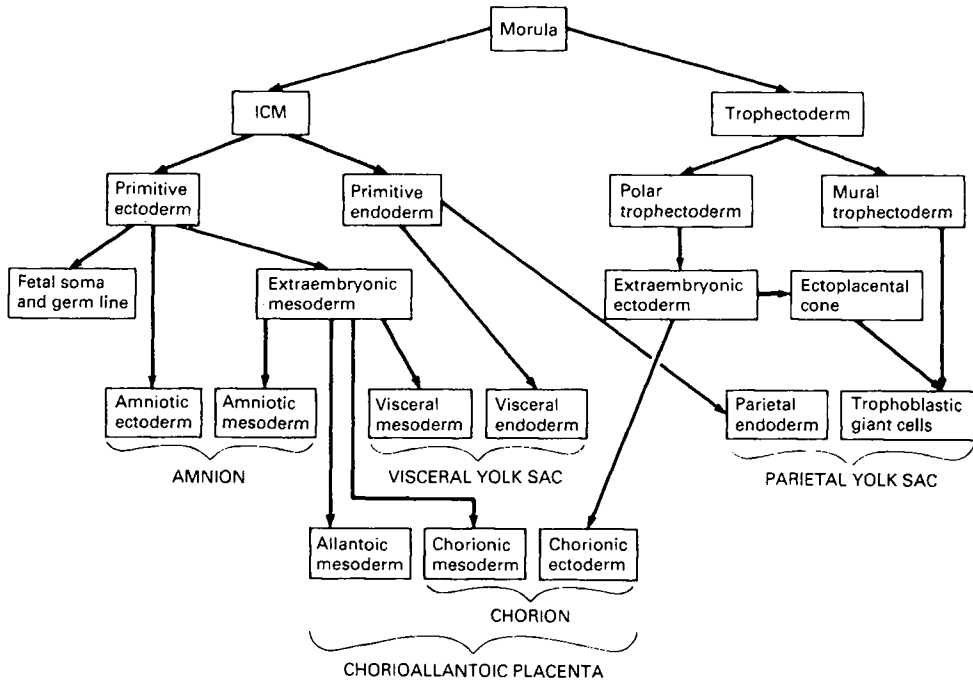 Morula
ICM
Trophectoderm
Primitive
ectoderm
Primitive
endoderm
Polar
trophectoderm
Mural
trophectoderm
Fetal soma
and germ line
Extraembryonic
mesoderm
Extraembryonic
ectoderm
Ectoplacental
cone
Amniotic
ectoderm
Amniotic
mesoderm
Visceral
mesoderm
Visceral
endoderm
Parietal
endoderm
Trophoblastic
giant cells
AMNION
VISCERAL YOLK SAC
PARIETAL YOLK SAC
Allantoic
mesoderm
Chorionic
mesoderm
Chorionic
ectoderm
CHORION
CHORIOALLANTOIC PLACENTA